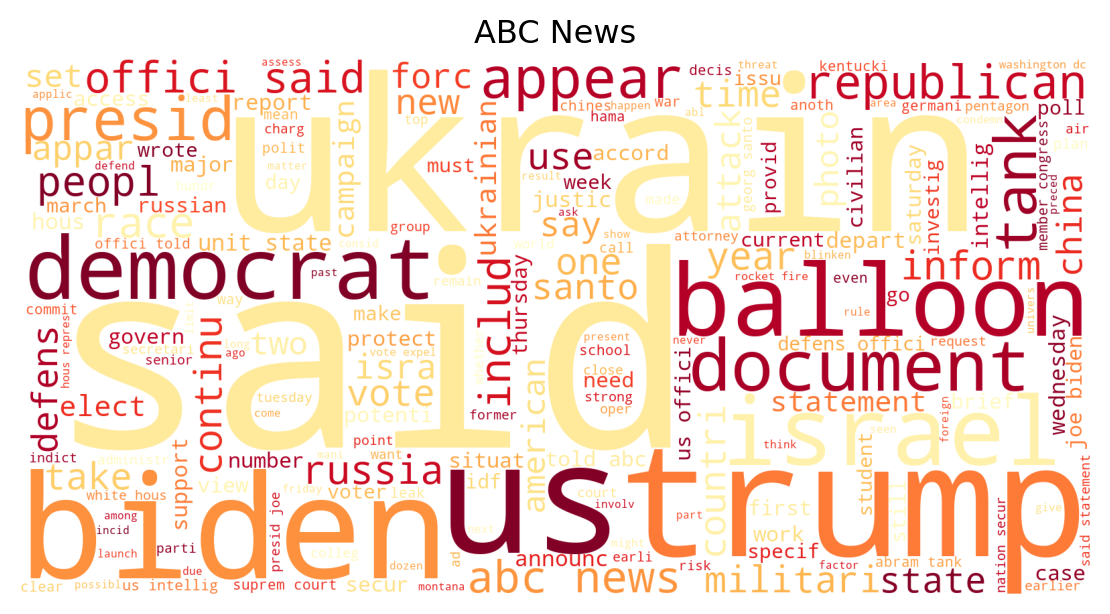 ABC News
assess
kentucki
threat
washington dc
set
offici said
forc
appear
decis
issu
republican
applic
access
least
report
new
chines
happen
war
time
anoth
germani
area
pentagon
poll
presid
mean
top
hama
abl
air
charg
ukrain
campaign
ukrainian
attack
georg santo
photo
provid
civilian
condemn
tank
member congress
appar
wrote
polit
must
use
accord
plan
defend
major
matter
result
week
justic
made
peopl
day
march
russian
hous
race
group
ask
say
show
call
attorney
current
depart
saturday
investig
intellig
preced
china
offici told
unit state
consid
world
one
year
blinken
inform
democrat
past
remain
santo
rocket fire
even
go
balloon
commit
way
make
includ
thursday
said
rule
univers
defens
govern
secretari
long
limit
continu
two
protect
present
school
never
defens offici
request
wednesday
hous repres
senior
ago
vote expel
isra
close
document
elect
tuesday
come
vote
need
strong
us offici
statement
brief
joe biden
potenti
former
oper
american
countri
israel
foreign
seen
indict
administr
point
want
think
take
number
mani
situat
told abc
biden
support
view
russia
idf
us
trump
student
still
white hous
friday
voter
leak
court
involv
first
nation secur
give
said statement
among
presid joe
next
might
part
work
incid
parti
colleg
ad
announc
earli
specif
launch
due
dozen
risk
factor
abram tank
case
clear
possibl
us intellig
suprem court
secur
montana
abc news
militari
state
earlier